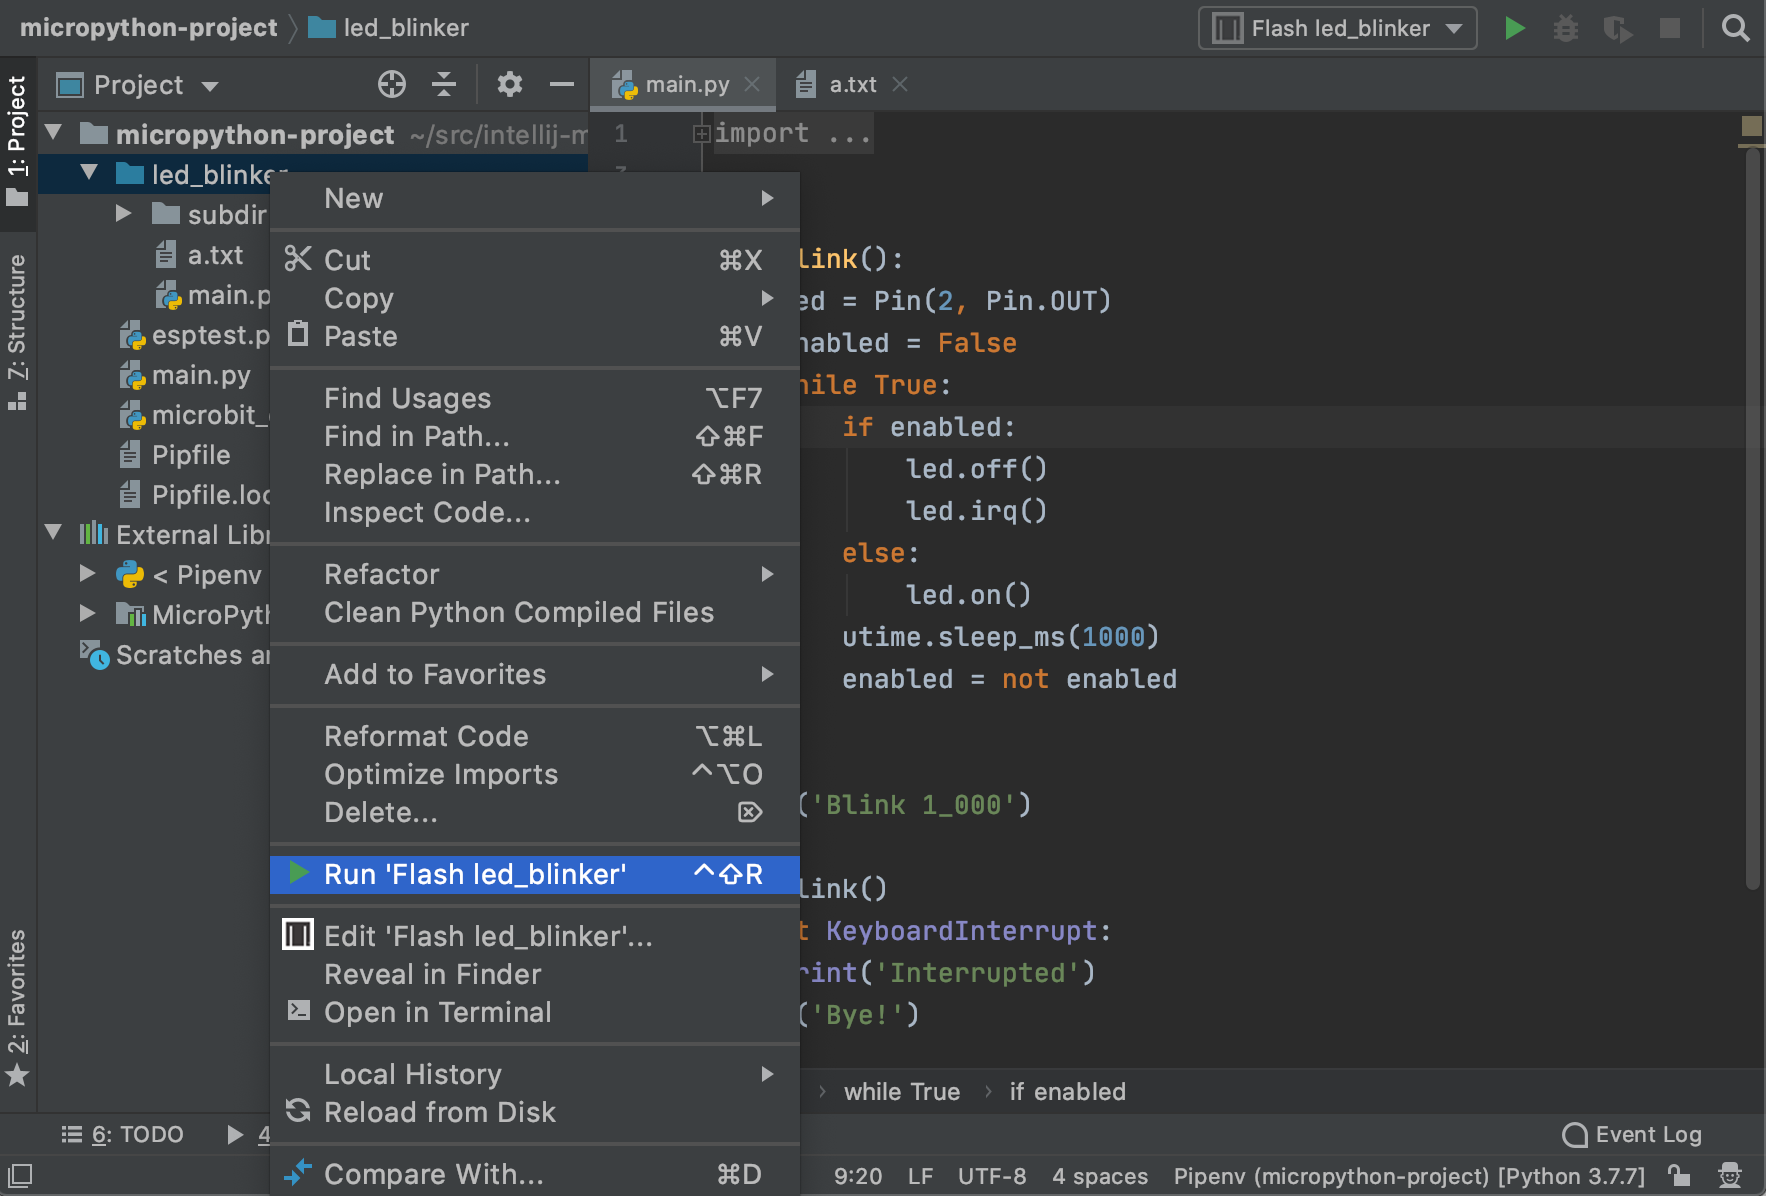 micropython-project led_blinker Flash led_blinker
1: Project
Project
main.py
a.txt
micropython-project ~/src/intellij-m
led_blinker
subdir
a.txt
main.p
esptest.p
main.py
microbit_
Pipfile
Pipfile.loc
External Libr
< Pipenv
MicroPyth
Scratches an
Z: Structure
2: Favorites
New
Cut ⌘X
Copy
Paste ⌘V
Find Usages ⌥F7
Find in Path... ⇧⌘F
Replace in Path... ⇧⌘R
Inspect Code...
Refactor
Clean Python Compiled Files
Add to Favorites
Reformat Code ⌥⌘L
Optimize Imports ^⌥O
Delete... ⌦
Run 'Flash led_blinker' ^⇧R
Edit 'Flash led_blinker'...
Reveal in Finder
Open in Terminal
Local History
Reload from Disk
Compare With... ⌘D
1 import ...
link():
ed = Pin(2, Pin.OUT)
nabled = False
hile True:
if enabled:
led.off()
led.irq()
else:
led.on()
utime.sleep_ms(1000)
enabled = not enabled
('Blink 1_000')
link()
t KeyboardInterrupt:
rint('Interrupted')
('Bye!')
while True › if enabled
6: TODO 4
Event Log
9:20 LF UTF-8 4 spaces Pipenv (micropython-project) [Python 3.7.7]